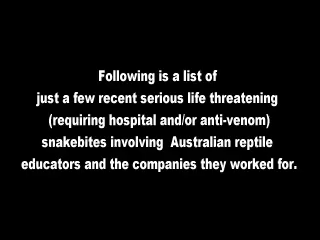 Following is a list of
just a few recent serious life threatening
(requiring hospital and/or anti-venom)
snakebites involving  Australian reptile
educators and the companies they worked for.